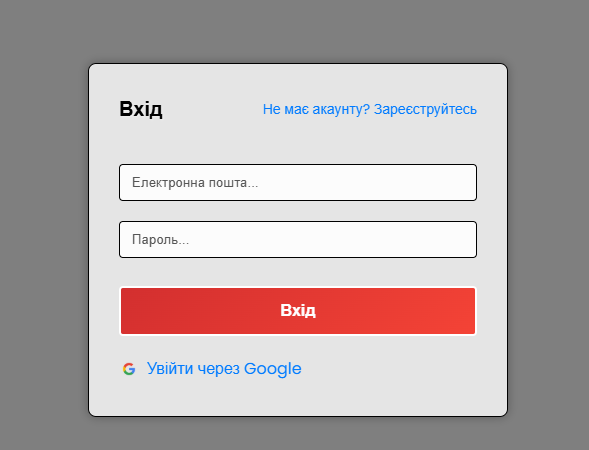 Вхід
Не має акаунту? Зареєструйтесь
Електронна пошта...
Пароль...
Вхід
Увійти через Google